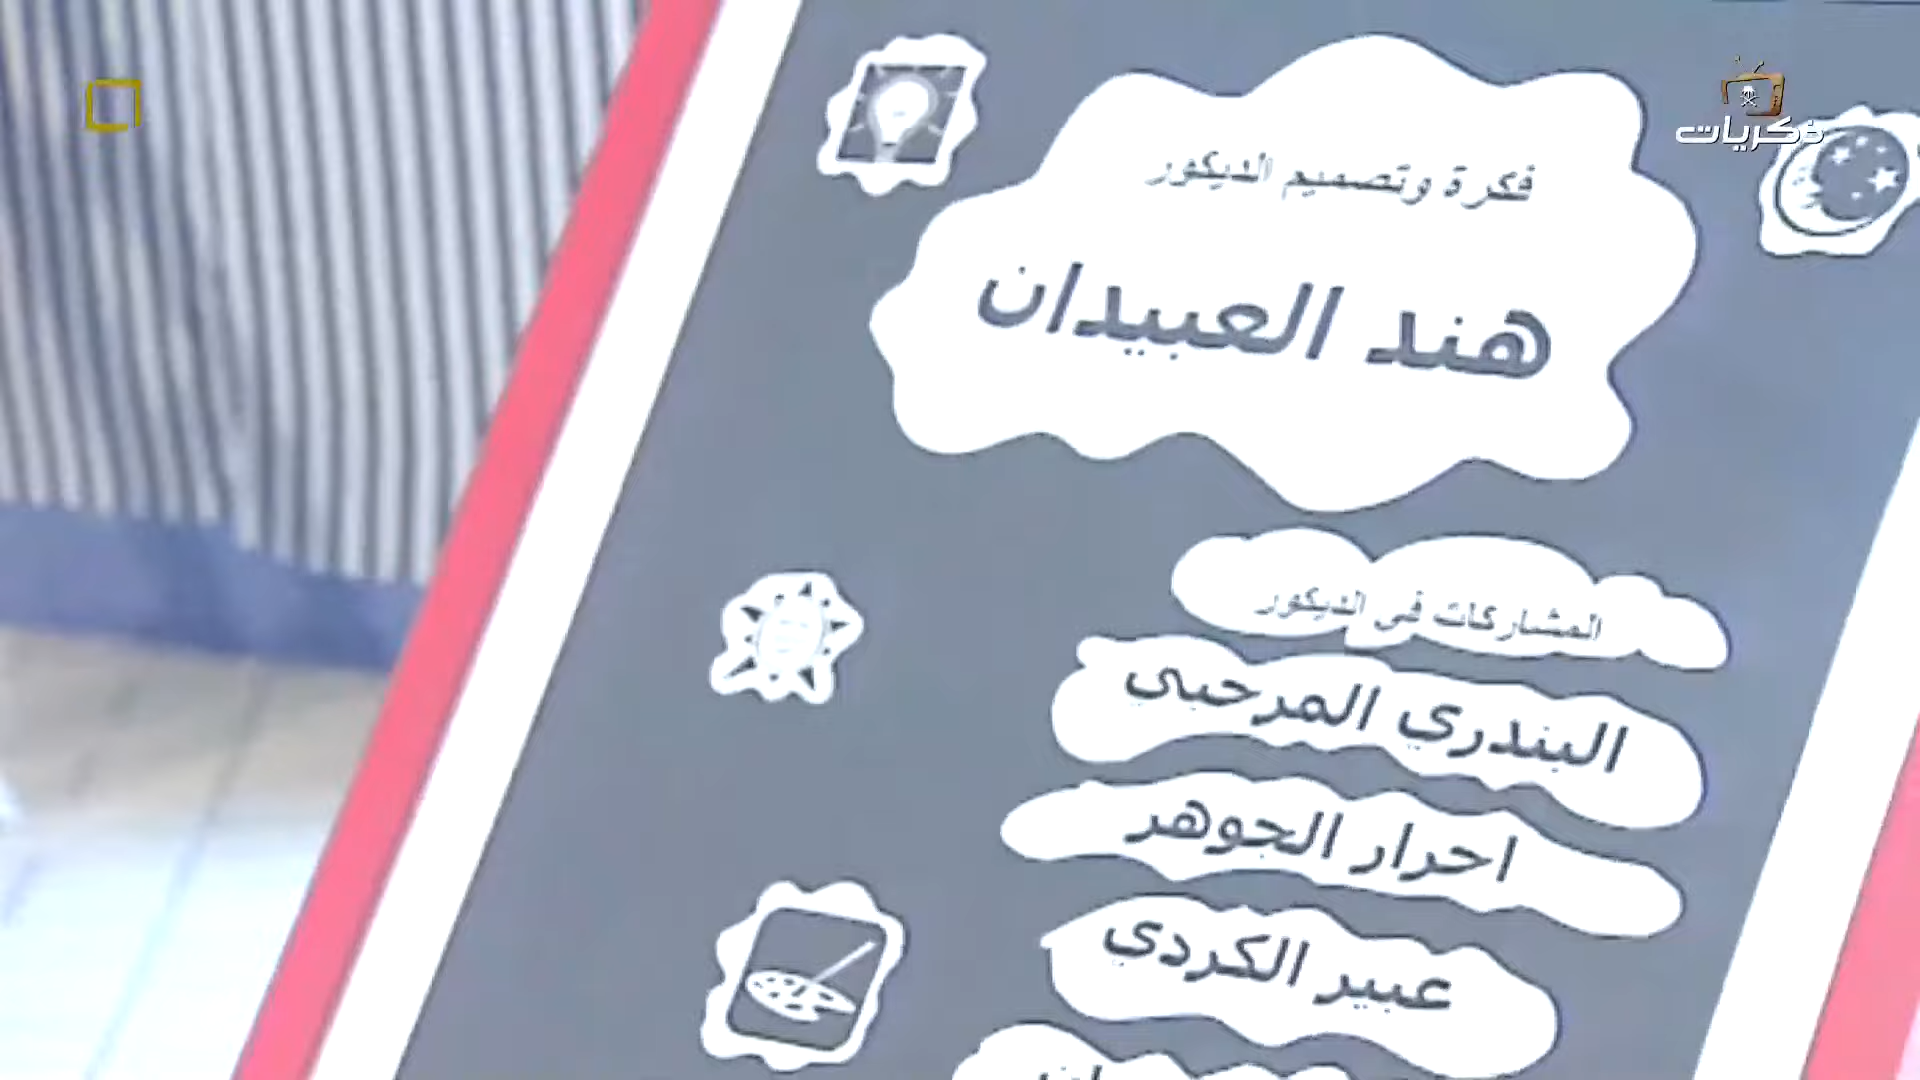 ذكريات
فكرة وتصميم الديكور
هند العبيدان
المشاركات في الديكور
البندري المرحبي
احرار الجوهر
عبير الكردي